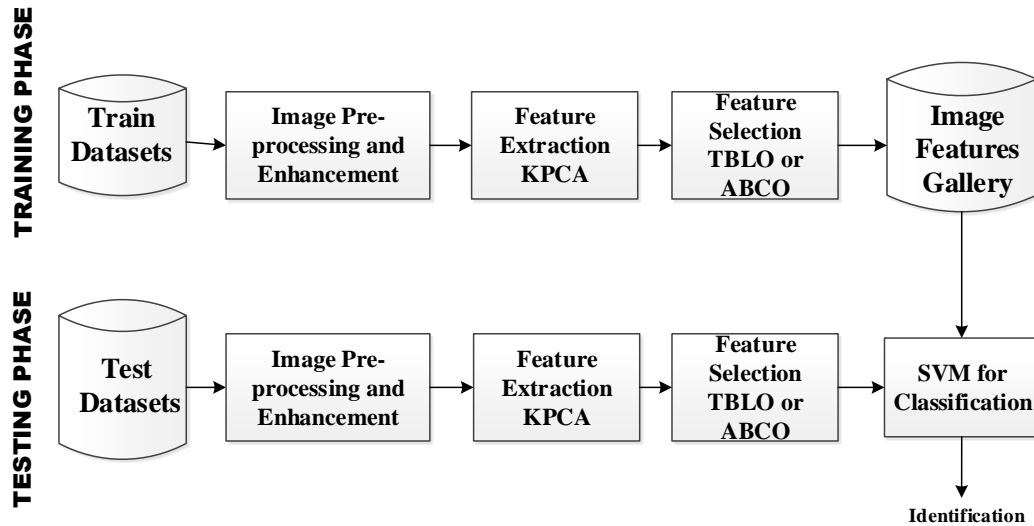 TRAINING PHASE
Train
Datasets
Image Pre-
processing and
Enhancement
Feature
Extraction
KPCA
Feature
Selection
TBLO or
ABCO
Image
Features
Gallery
TESTING PHASE
Test
Datasets
Image Pre-
processing and
Enhancement
Feature
Extraction
KPCA
Feature
Selection
TBLO or
ABCO
SVM for
Classification
Identification